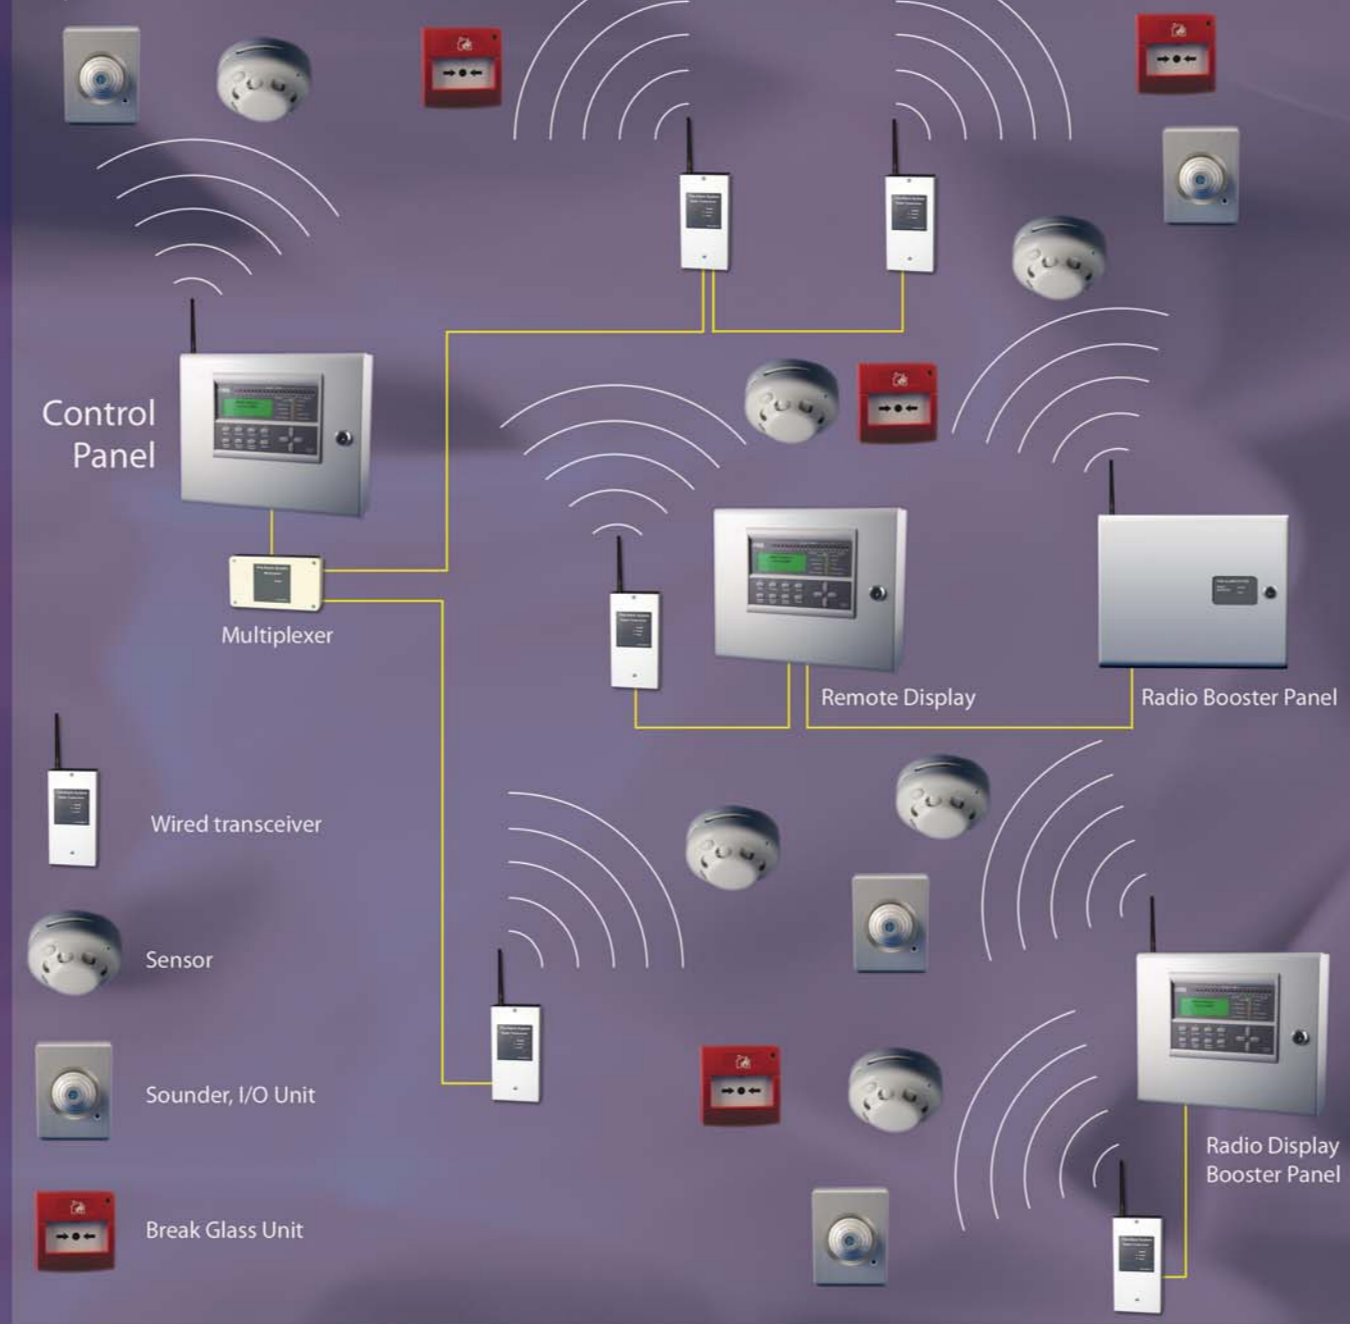 Control
Panel
Multiplexer
Remote Display
Radio Booster Panel
Wired transceiver
Sensor
Sounder, I/O Unit
Radio Display
Booster Panel
Break Glass Unit